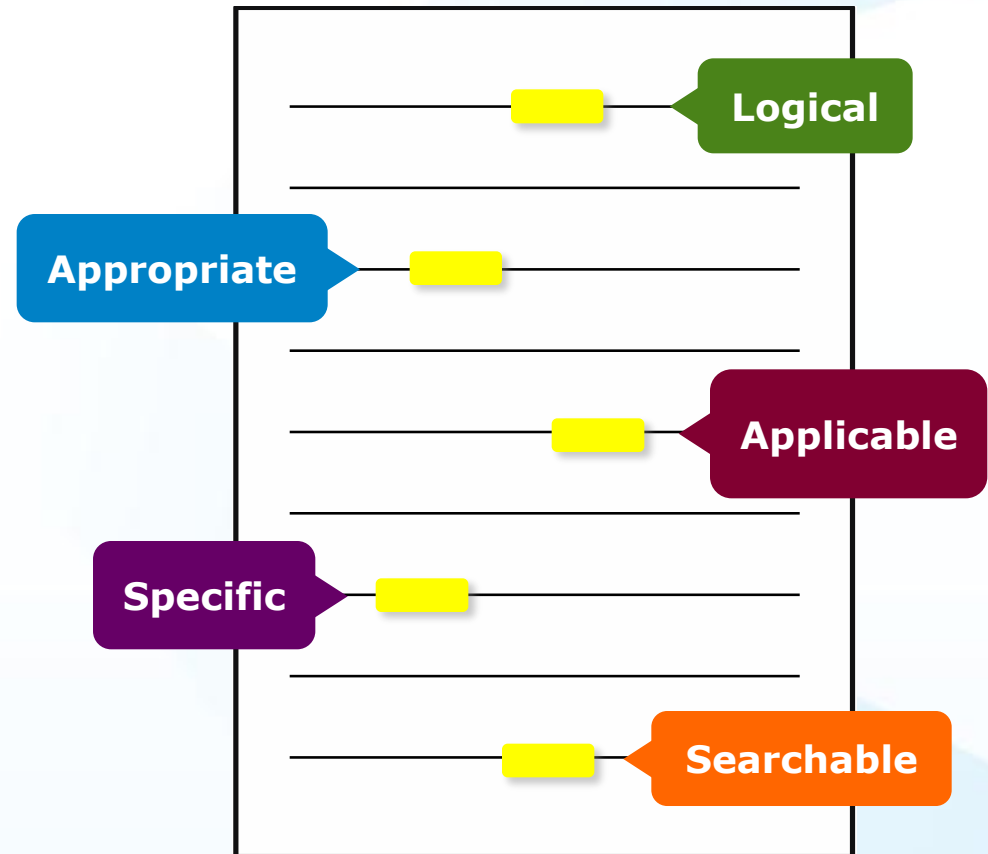 Logical
Appropriate
Applicable
Specific
Searchable